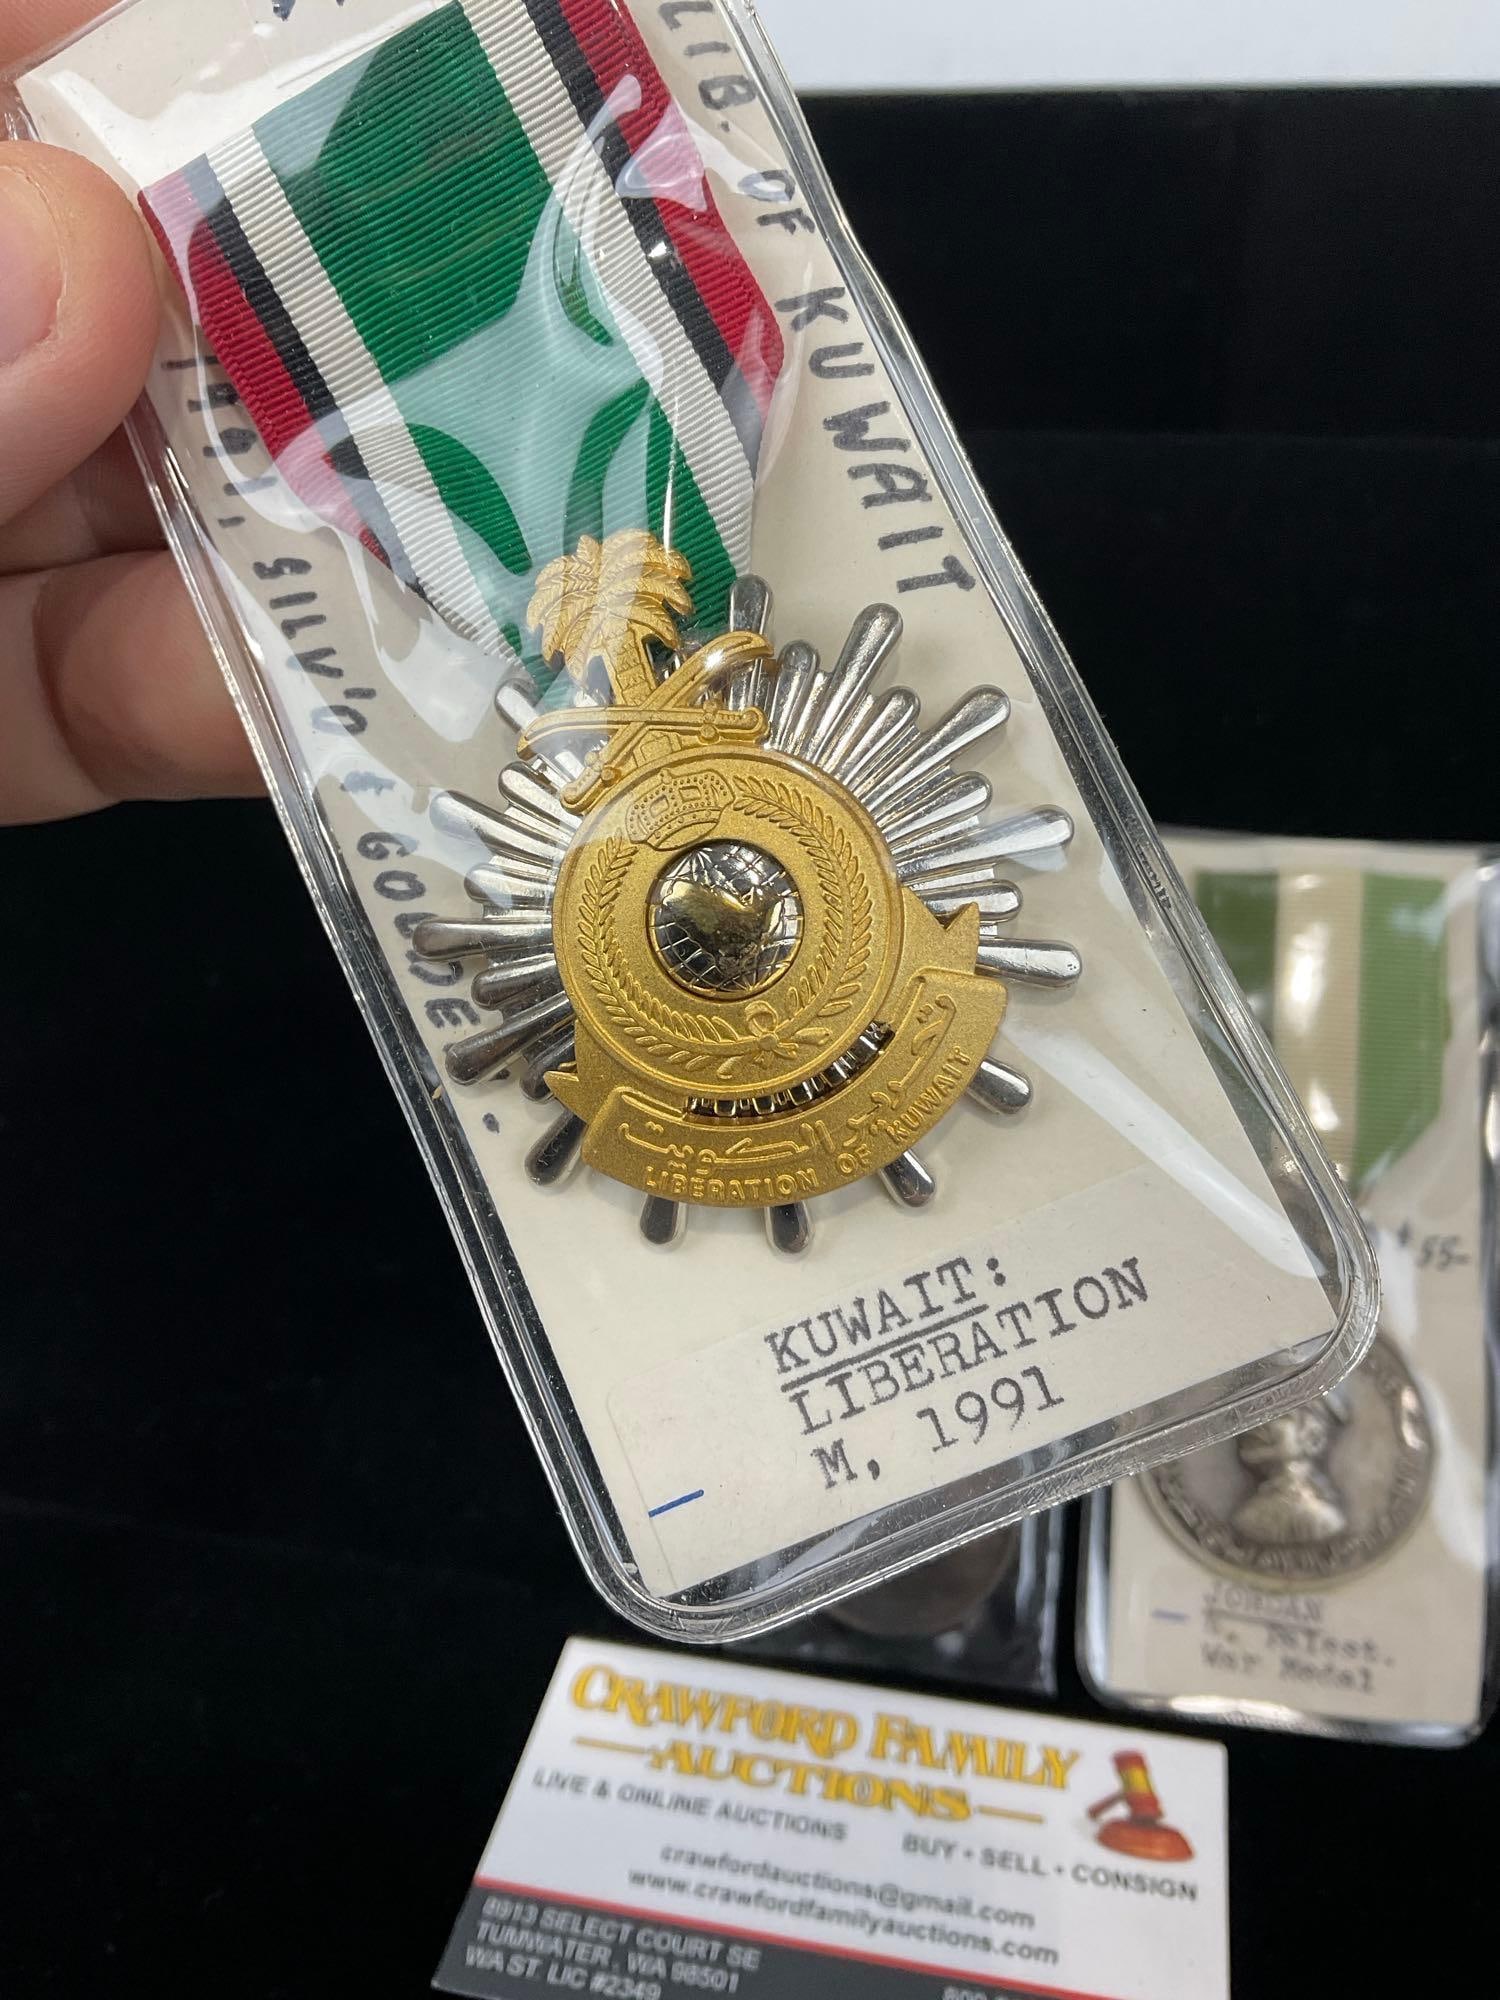 LIB. OF KUWAIT
1991. SILV'D & GOLDE
تحرير الكويت
LIBERATION OF KUWAIT
KUWAIT:
LIBERATION
M, 1991
$55-
JORDAN
War Medal
CRAWFORD FAMILY
AUCTIONS
LIVE & ONLINE AUCTIONS
BUY • SELL • CONSIGN
crawfordauctions@gmail.com
www.crawfordfamilyauctions.com
8913 SELECT COURT SE
TUMWATER, WA 98501
WA ST. LIC #2349